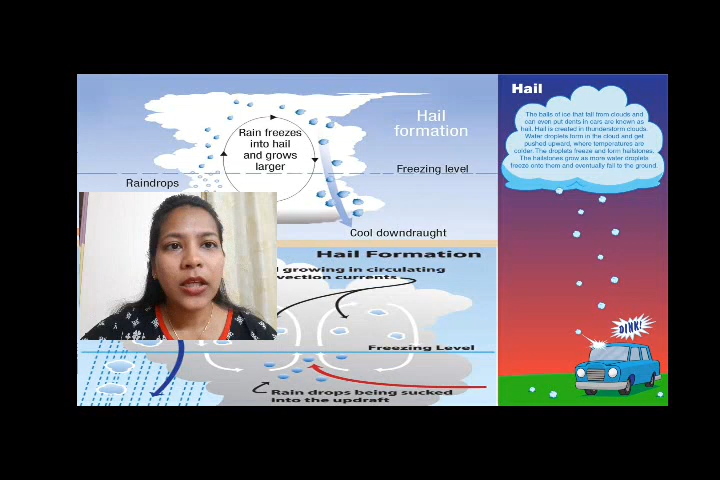 Hail
formation
Rain freezes
into hail
and grows
larger
Freezing level
Raindrops
Cool downdraught
Hail Formation
growing in circulating
vection currents
Freezing Level
Rain drops being sucked
into the updraft
Hail
The balls of ice that fall from clouds and
can even put dents in cars are known as
hail. Hail is created in thunderstorm clouds.
Water droplets form in the cloud and get
pushed upward, where temperatures are
colder. The droplets freeze and form hailstones.
The hailstones grow as more water droplets
freeze onto them and eventually fall to the ground.
DINK!